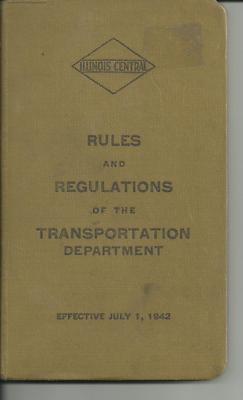 ILLINOIS CENTRAL
RULES
AND
REGULATIONS
OF THE
TRANSPORTATION
DEPARTMENT
EFFECTIVE JULY 1, 1942